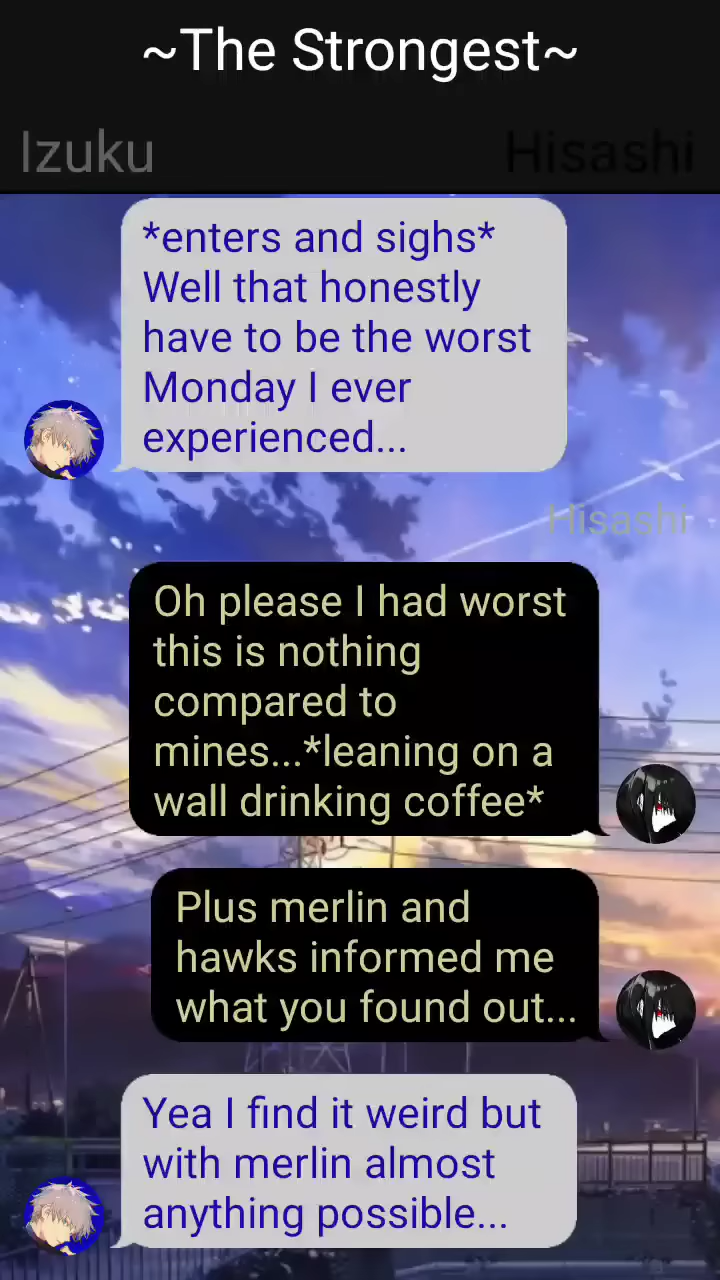 ~The Strongest~
Izuku Hisashi
*enters and sighs*
Well that honestly
have to be the worst
Monday I ever
experienced...
Hisashi
Oh please I had worst
this is nothing
compared to
mines...*leaning on a
wall drinking coffee*
Plus merlin and
hawks informed me
what you found out...
Yea I find it weird but
with merlin almost
anything possible...